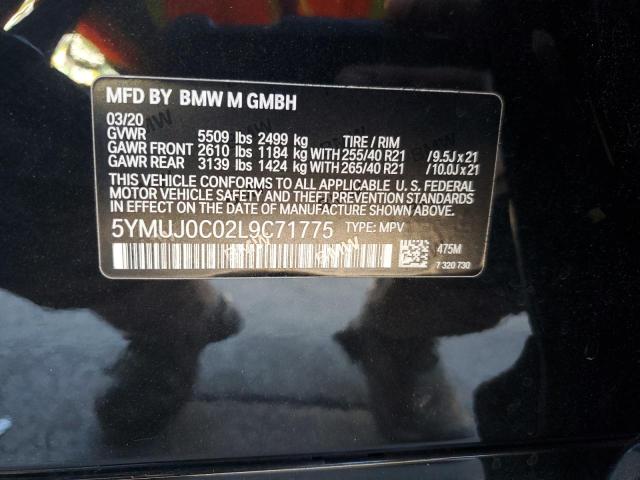 MFD BY BMW M GMBH
03/20
GVWR 5509 lbs 2499 kg TIRE / RIM
GAWR FRONT 2610 lbs 1184 kg WITH 255/40 R21 / 9.5J x 21
GAWR REAR 3139 lbs 1424 kg WITH 265/40 R21 / 10.0J x 21
THIS VEHICLE CONFORMS TO ALL APPLICABLE U. S. FEDERAL
MOTOR VEHICLE SAFETY, BUMPER, AND THEFT PREVENTION STANDARDS
IN EFFECT ON THE DATE OF MANUFACTURE SHOWN ABOVE.
5YMUJ0C02L9C71775 TYPE: MPV
475M
7 320 730